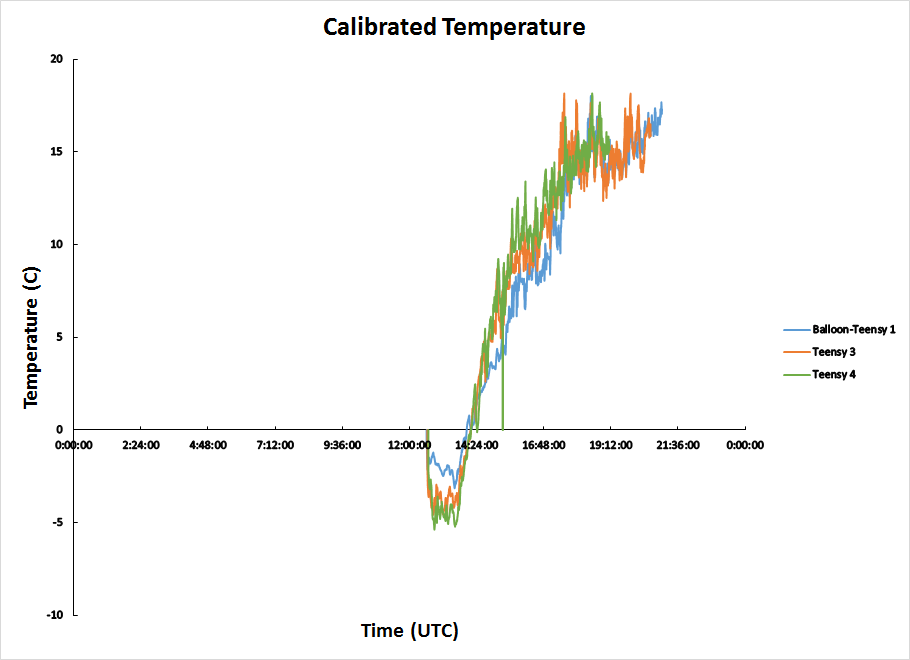 Calibrated Temperature
20
15
10
5
0
-5
-10
0:00:00 2:24:00 4:48:00 7:12:00 9:36:00 12:00:00 14:24:00 16:48:00 19:12:00 21:36:00 0:00:00
Temperature (C)
Time (UTC)
Balloon-Teensy 1
Teensy 3
Teensy 4